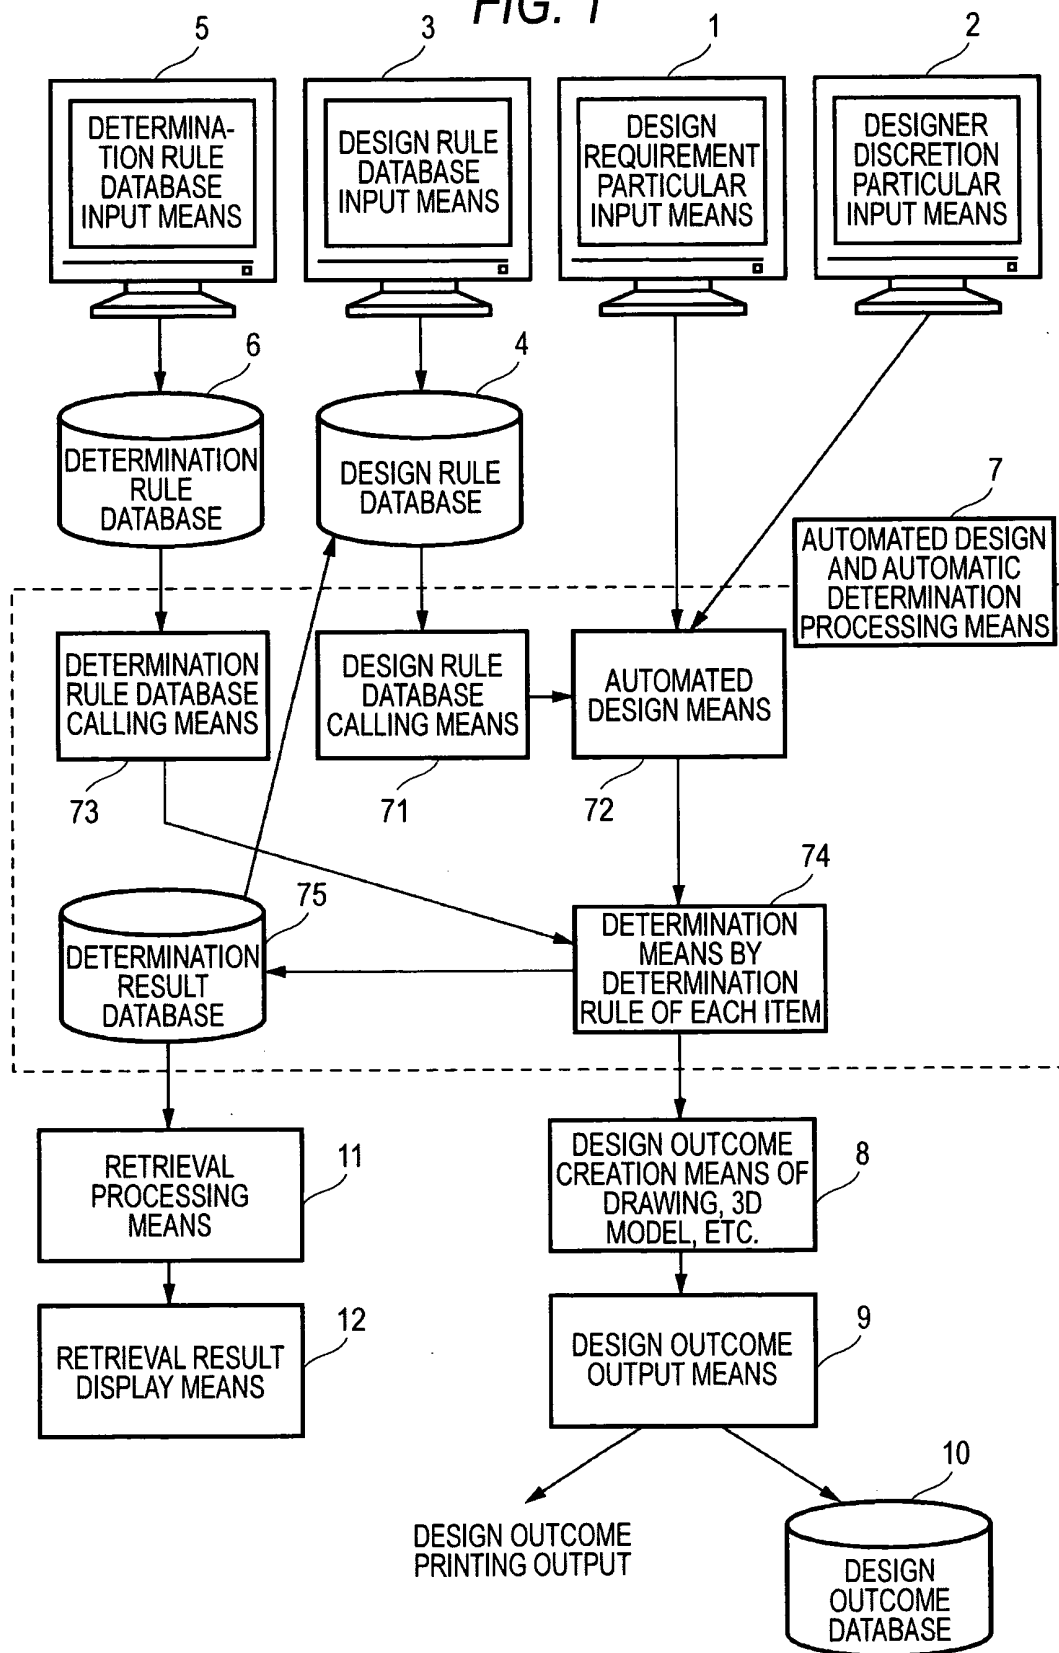 FIG. 1
5
3
1
2
DETERMINA-
TION RULE
DATABASE
INPUT MEANS
DESIGN RULE
DATABASE
INPUT MEANS
DESIGN
REQUIREMENT
PARTICULAR
INPUT MEANS
DESIGNER
DISCRETION
PARTICULAR
INPUT MEANS
6
4
7
DETERMINATION
RULE
DATABASE
DESIGN RULE
DATABASE
AUTOMATED DESIGN
AND AUTOMATIC
DETERMINATION
PROCESSING MEANS
DETERMINATION
RULE DATABASE
CALLING MEANS
DESIGN RULE
DATABASE
CALLING MEANS
AUTOMATED
DESIGN MEANS
73
71
72
74
75
DETERMINATION
RESULT
DATABASE
DETERMINATION
MEANS BY
DETERMINATION
RULE OF EACH ITEM
11
8
RETRIEVAL
PROCESSING
MEANS
DESIGN OUTCOME
CREATION MEANS OF
DRAWING, 3D
MODEL, ETC.
12
9
RETRIEVAL RESULT
DISPLAY MEANS
DESIGN OUTCOME
OUTPUT MEANS
10
DESIGN OUTCOME
PRINTING OUTPUT
DESIGN
OUTCOME
DATABASE